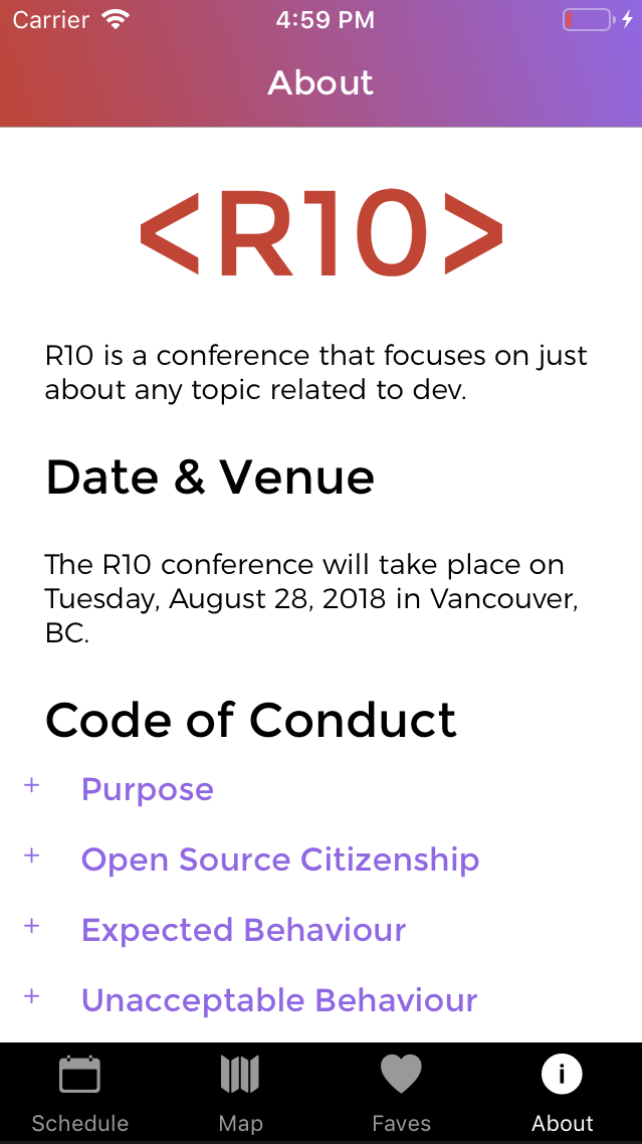 Carrier 4:59 PM
About
<R10>
R10 is a conference that focuses on just
about any topic related to dev.
Date & Venue
The R10 conference will take place on
Tuesday, August 28, 2018 in Vancouver,
BC.
Code of Conduct
+ Purpose
+ Open Source Citizenship
+ Expected Behaviour
+ Unacceptable Behaviour
Schedule Map Faves About